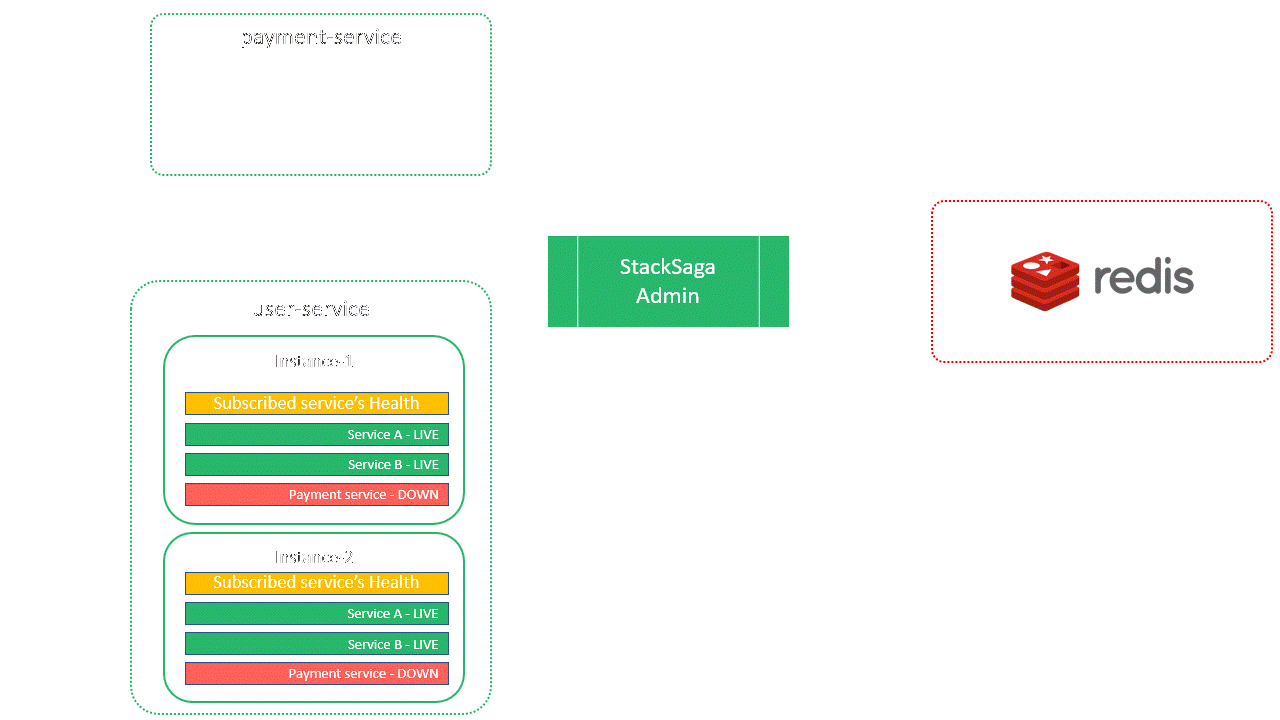 payment-service
StackSaga
Admin
redis
user-service
Instance-1
Subscribed service’s Health
Service A - LIVE
Service B - LIVE
Payment service - DOWN
Instance-2
Subscribed service’s Health
Service A - LIVE
Service B - LIVE
Payment service - DOWN